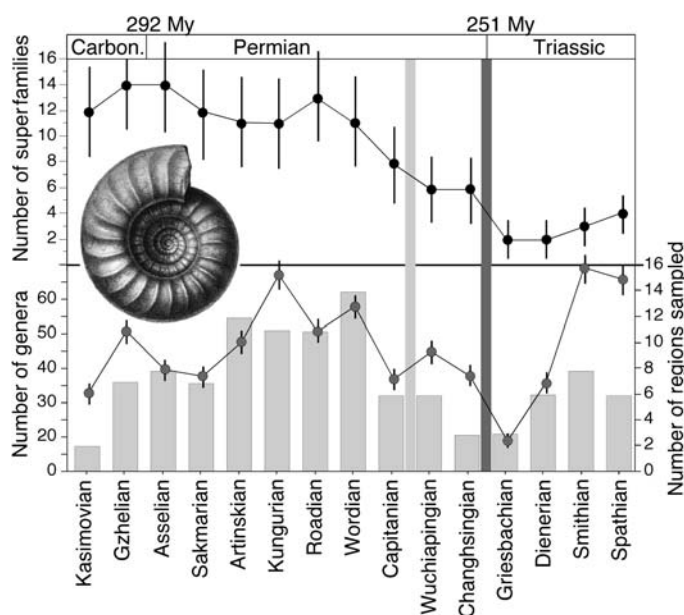 292 My 251 My
Carbon. Permian Triassic
Number of superfamilies
16
14
12
10
8
6
4
2
Number of genera
60
50
40
30
20
10
0
Number of regions sampled
16
14
12
10
8
6
4
2
0
Kasimovian
Gzhelian
Asselian
Sakmarian
Artinskian
Kungurian
Roadian
Wordian
Capitanian
Wuchiapingian
Changhsingian
Griesbachian
Dienerian
Smithian
Spathian